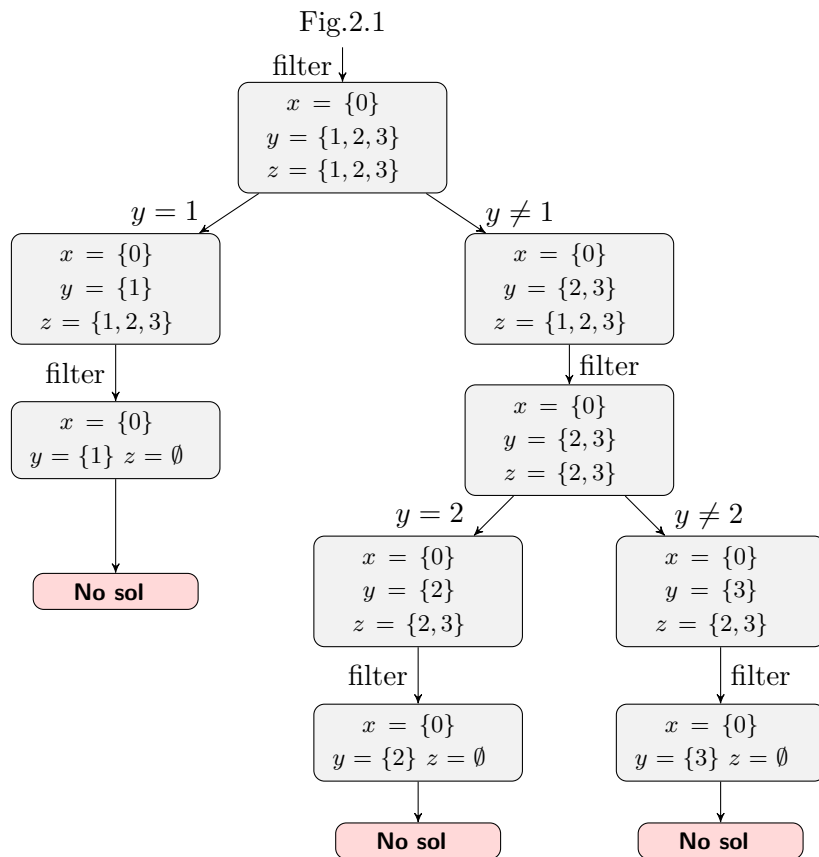 Fig.2.1
filter
x = {0}
y = {1, 2, 3}
z = {1, 2, 3}
y = 1
y ≠ 1
x = {0}
y = {1}
z = {1, 2, 3}
x = {0}
y = {2, 3}
z = {1, 2, 3}
filter
filter
x = {0}
y = {1} z = ∅
x = {0}
y = {2, 3}
z = {2, 3}
y = 2
y ≠ 2
No sol
x = {0}
y = {2}
z = {2, 3}
x = {0}
y = {3}
z = {2, 3}
filter
filter
x = {0}
y = {2} z = ∅
x = {0}
y = {3} z = ∅
No sol
No sol